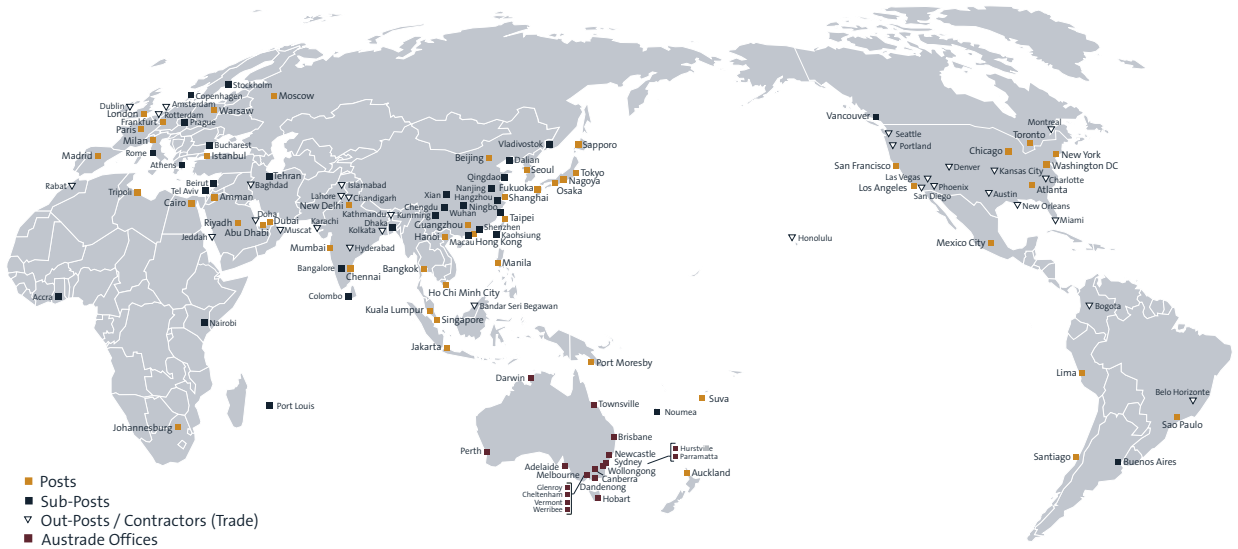 Stockholm
Copenhagen
Moscow
Dublin
Amsterdam
London
Rotterdam
Warsaw
Frankfurt
Prague
Paris
Milan
Bucharest
Rome
Madrid
Istanbul
Athens
Rabat
Tripoli
Beirut
Tehran
Tel Aviv
Baghdad
Cairo
Amman
Riyadh
Doha
Dubai
Abu Dhabi
Muscat
Jeddah
Islamabad
Lahore
Chandigarh
New Delhi
Kathmandu
Karachi
Dhaka
Kolkata
Mumbai
Hyderabad
Bangalore
Chennai
Colombo
Accra
Nairobi
Port Louis
Johannesburg
Vladivostok
Sapporo
Beijing
Dalian
Seoul
Tokyo
Qingdao
Nagoya
Nanjing
Fukuoka
Osaka
Xian
Hangzhou
Shanghai
Chengdu
Ningbo
Kunming
Wuhan
Taipei
Guangzhou
Shenzhen
Hanoi
Kaohsiung
Macau
Hong Kong
Bangkok
Manila
Ho Chi Minh City
Kuala Lumpur
Bandar Seri Begawan
Singapore
Jakarta
Port Moresby
Darwin
Townsville
Suva
Noumea
Brisbane
Perth
Newcastle
Hurstville
Sydney
Parramatta
Adelaide
Wollongong
Melbourne
Canberra
Auckland
Glenroy
Dandenong
Cheltenham
Vermont
Hobart
Werribee
Vancouver
Montreal
Seattle
Toronto
Portland
Chicago
New York
San Francisco
Denver
Kansas City
Washington DC
Las Vegas
Charlotte
Los Angeles
Phoenix
Atlanta
San Diego
Austin
New Orleans
Miami
Honolulu
Mexico City
Bogota
Lima
Belo Horizonte
Sao Paulo
Santiago
Buenos Aires
Posts
Sub-Posts
Out-Posts / Contractors (Trade)
Austrade Offices